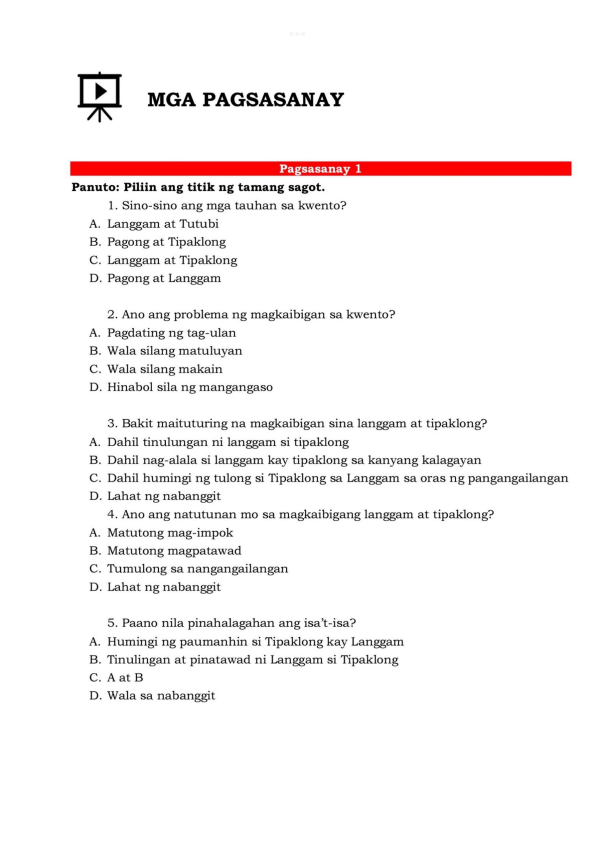 MGA PAGSASANAY
Pagsasanay 1
Panuto: Piliin ang titik ng tamang sagot.
1. Sino-sino ang mga tauhan sa kwento?
A. Langgam at Tutubi
B. Pagong at Tipaklong
C. Langgam at Tipaklong
D. Pagong at Langgam
2. Ano ang problema ng magkaibigan sa kwento?
A. Pagdating ng tag-ulan
B. Wala silang matuluyan
C. Wala silang makain
D. Hinabol sila ng mangangaso
3. Bakit maituturing na magkaibigan sina langgam at tipaklong?
A. Dahil tinulungan ni langgam si tipaklong
B. Dahil nag-alala si langgam kay tipaklong sa kanyang kalagayan
C. Dahil humingi ng tulong si Tipaklong sa Langgam sa oras ng pangangailangan
D. Lahat ng nabanggit
4. Ano ang natutunan mo sa magkaibigang langgam at tipaklong?
A. Matutong mag-impok
B. Matutong magpatawad
C. Tumulong sa nangangailangan
D. Lahat ng nabanggit
5. Paano nila pinahalagahan ang isa't-isa?
A. Humingi ng paumanhin si Tipaklong kay Langgam
B. Tinulingan at pinatawad ni Langgam si Tipaklong
C. A at B
D. Wala sa nabanggit